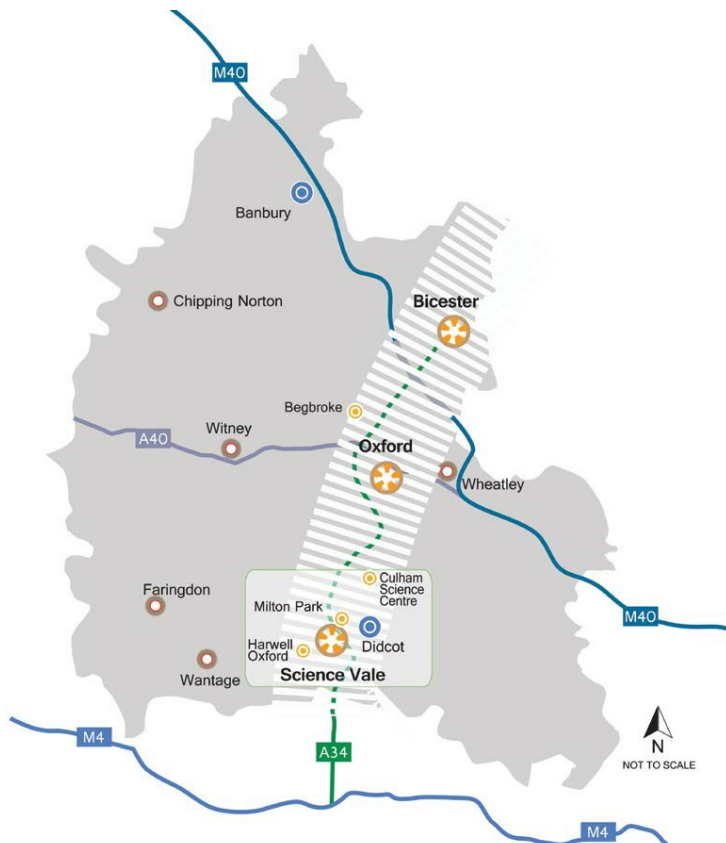 M40
Banbury
Chipping Norton
Bicester
Begbroke
Witney
A40
Oxford
Wheatley
Culham
Science
Centre
Faringdon
Milton Park
Harwell
Oxford
Didcot
Wantage
Science Vale
M40
M4
A34
N
NOT TO SCALE
M4